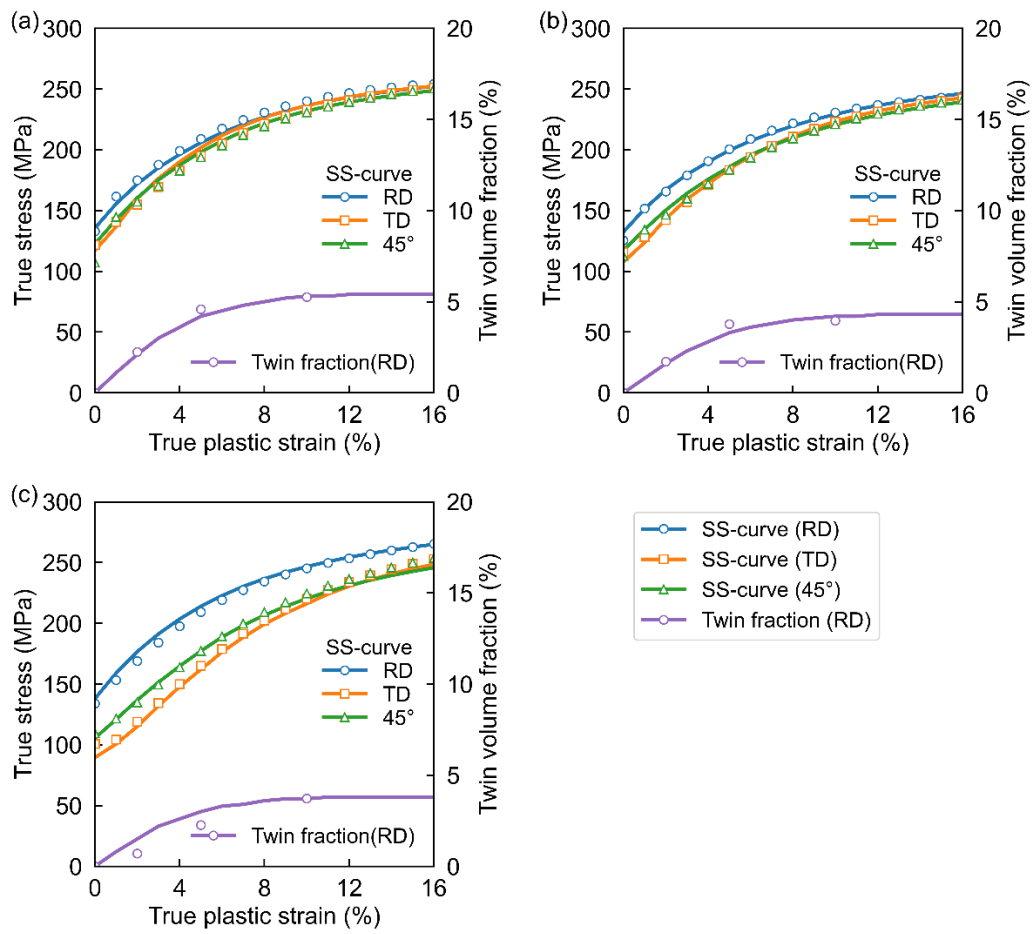 (a)
300
250
200
150
100
50
0
True stress (MPa)
20
15
10
5
0
Twin volume fraction (%)
SS-curve
RD
TD
45°
Twin fraction(RD)
0 4 8 12 16
True plastic strain (%)
(b)
300
250
200
150
100
50
0
True stress (MPa)
20
15
10
5
0
Twin volume fraction (%)
SS-curve
RD
TD
45°
Twin fraction(RD)
0 4 8 12 16
True plastic strain (%)
(c)
300
250
200
150
100
50
0
True stress (MPa)
20
15
10
5
0
Twin volume fraction (%)
SS-curve
RD
TD
45°
Twin fraction(RD)
0 4 8 12 16
True plastic strain (%)
SS-curve (RD)
SS-curve (TD)
SS-curve (45°)
Twin fraction (RD)